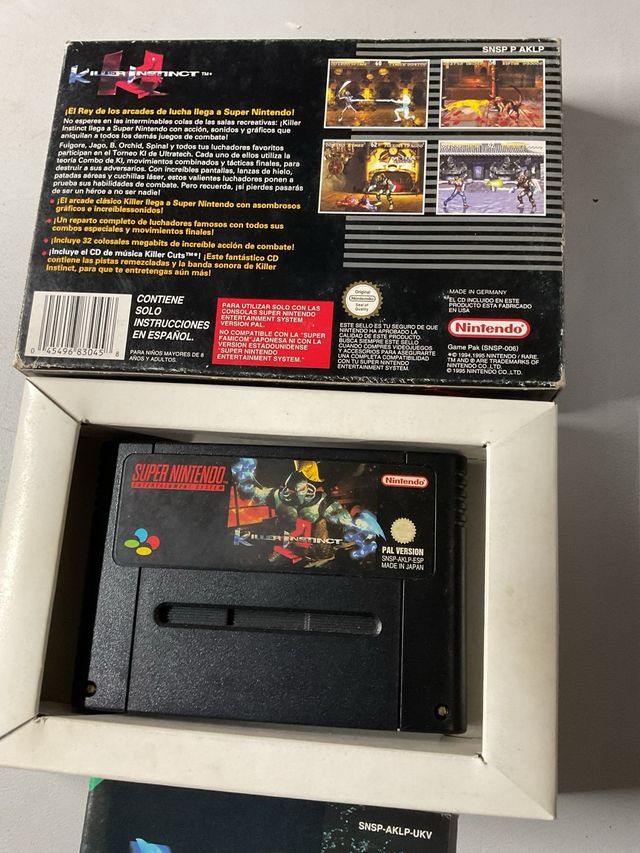 SNSP P AKLP
KILLER INSTINCT™*
¡El Rey de los arcades de lucha llega a Super Nintendo!
No esperes en las interminables colas de las salas recreativas: ¡Killer
Instinct llega a Super Nintendo con acción, sonidos y gráficos que
aniquilan a todos los demás juegos de combate!
Fulgore, Jago, B. Orchid, Spinal y todos tus luchadores favoritos
participan en el Torneo KI de Ultratech. Cada uno de ellos utiliza la
teoría Combo de KI, movimientos combinados y tácticas finales, para
destruir a sus adversarios. Con increíbles pantallas, lanzas de hielo,
patadas aéreas y cuchillas láser, estos valientes luchadores ponen a
prueba sus habilidades de combate. Pero recuerda, ¡si pierdes pasarás
de ser un héroe a no ser nadie!
• ¡El arcade clásico Killer llega a Super Nintendo con asombrosos
gráficos e increíblessonidos!
• ¡Un reparto completo de luchadores famosos con todos sus
combos especiales y movimientos finales!
• ¡Incluye 32 colosales megabits de increíble acción de combate!
• ¡Incluye el CD de música Killer Cuts™*! ¡Este fantástico CD
contiene las pistas remezcladas y la banda sonora de Killer
Instinct, para que te entretengas aún más!
0 45496 83045 8
CONTIENE
SOLO
INSTRUCCIONES
EN ESPAÑOL.
PARA NIÑOS MAYORES DE 8
AÑOS Y ADULTOS.
PARA UTILIZAR SOLO CON LAS
CONSOLAS SUPER NINTENDO
ENTERTAINMENT SYSTEM
VERSION PAL.
NO COMPATIBLE CON LA "SUPER
FAMICOM" JAPONESA NI CON LA
VERSION ESTADOUNIDENSE
SUPER NINTENDO
ENTERTAINMENT SYSTEM.
Original
Nintendo
Seal of
Quality
ESTE SELLO ES TU SEGURO DE QUE
NINTENDO HA APROBADO LA
CALIDAD DE ESTE PRODUCTO.
BUSCA SIEMPRE ESTE SELLO
CUANDO COMPRES VIDEOJUEGOS
Y ACCESORIOS PARA ASEGURARTE
UNA COMPLETA COMPATIBILIDAD
CON TU SUPER NINTENDO
ENTERTAINMENT SYSTEM.
MADE IN GERMANY
EL CD INCLUIDO EN ESTE
PRODUCTO ESTA FABRICADO
EN USA
Nintendo
Game Pak (SNSP-006)
*© 1994, 1995 NINTENDO / RARE.
TM AND ® ARE TRADEMARKS OF
NINTENDO CO., LTD.
© 1995 NINTENDO CO., LTD.
SUPER NINTENDO
ENTERTAINMENT SYSTEM
Nintendo
KILLER INSTINCT
PAL VERSION
SNSP-AKLP-ESP
MADE IN JAPAN
SNSP-AKLP-UKV